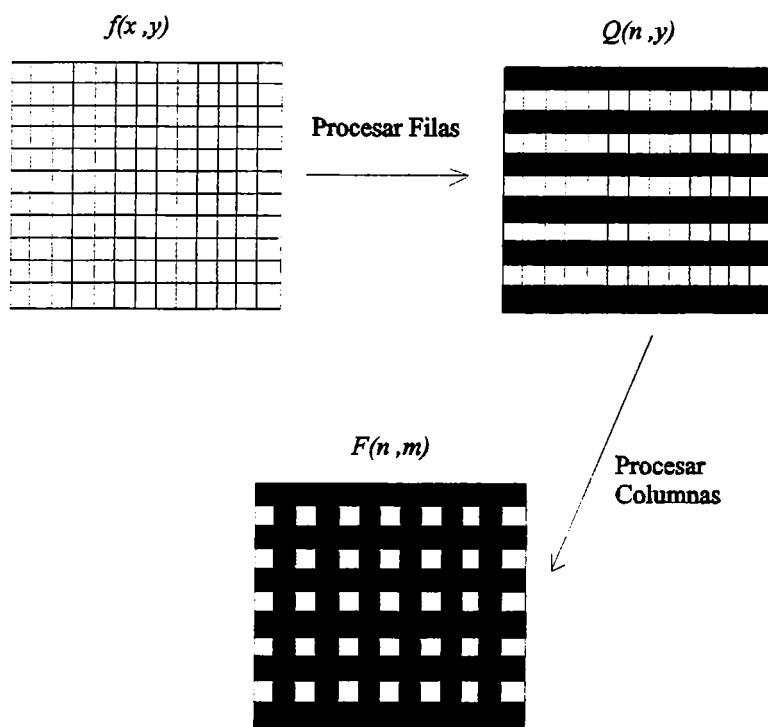 f(x ,y)
Q(n ,y)
Procesar Filas
F(n ,m)
Procesar
Columnas